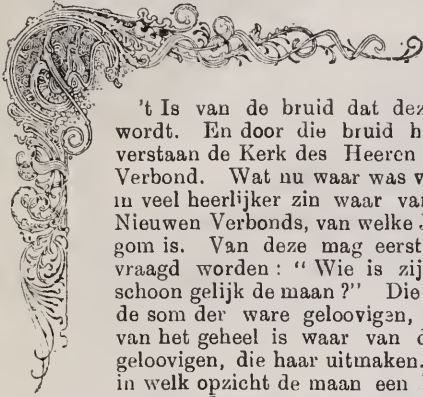 't Is van de bruid dat dez
wordt. En door die bruid h
verstaan de Kerk des Heeren
Verbond. Wat nu waar was v
in veel heerlijker zin waar va
Nieuwen Verbonds, van welke
gom is. Van deze mag eerst
vraagd worden: “Wie is zij
schoon gelijk de maan?” Die
de som der ware geloovigen,
van het geheel is waar van d
geloovigen, die haar uitmaken.
in welk opzicht de maan een